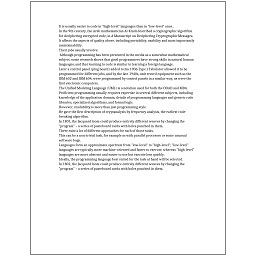 It is usually easier to code in "high-level" languages than in "low-level" ones.
In the 9th century, the Arab mathematician Al-Kindi described a cryptographic algorithm
for deciphering encrypted code, in A Manuscript on Deciphering Cryptographic Messages.
It affects the aspects of quality above, including portability, usability and most importantly
maintainability.
These jobs usually involve:
Although programming has been presented in the media as a somewhat mathematical
subject, some research shows that good programmers have strong skills in natural human
languages, and that learning to code is similar to learning a foreign language.
Later a control panel (plug board) added to his 1906 Type I Tabulator allowed it to be
programmed for different jobs, and by the late 1940s, unit record equipment such as the
IBM 602 and IBM 604, were programmed by control panels in a similar way, as were the
first electronic computers.
The Unified Modeling Language (UML) is a notation used for both the OOAD and MDA.
Proficient programming usually requires expertise in several different subjects, including
knowledge of the application domain, details of programming languages and generic code
libraries, specialized algorithms, and formal logic.
However, readability is more than just programming style.
He gave the first description of cryptanalysis by frequency analysis, the earliest code-
breaking algorithm.
In 1801, the Jacquard loom could produce entirely different weaves by changing the
"program" – a series of pasteboard cards with holes punched in them.
There exist a lot of different approaches for each of those tasks.
This can be a non-trivial task, for example as with parallel processes or some unusual
software bugs.
Languages form an approximate spectrum from "low-level" to "high-level"; "low-level"
languages are typically more machine-oriented and faster to execute, whereas "high-level"
languages are more abstract and easier to use but execute less quickly.
Ideally, the programming language best suited for the task at hand will be selected.
In 1801, the Jacquard loom could produce entirely different weaves by changing the
"program" – a series of pasteboard cards with holes punched in them.